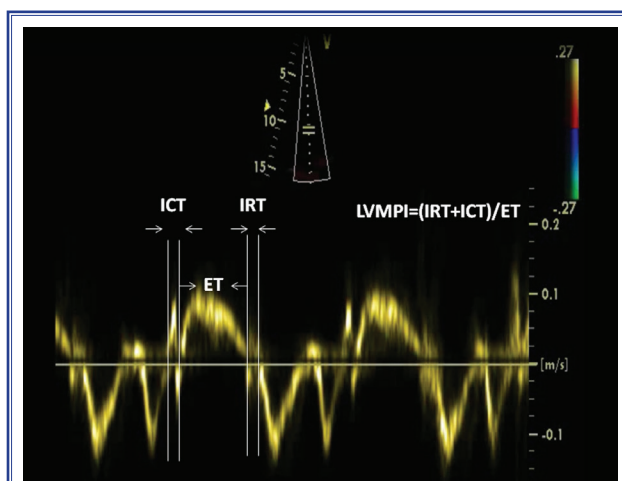 V
.27
5
10
15
-.27
ICT
IRT
LVMPI=(IRT+ICT)/ET
0.2
ET
0.1
[m/s]
-0.1